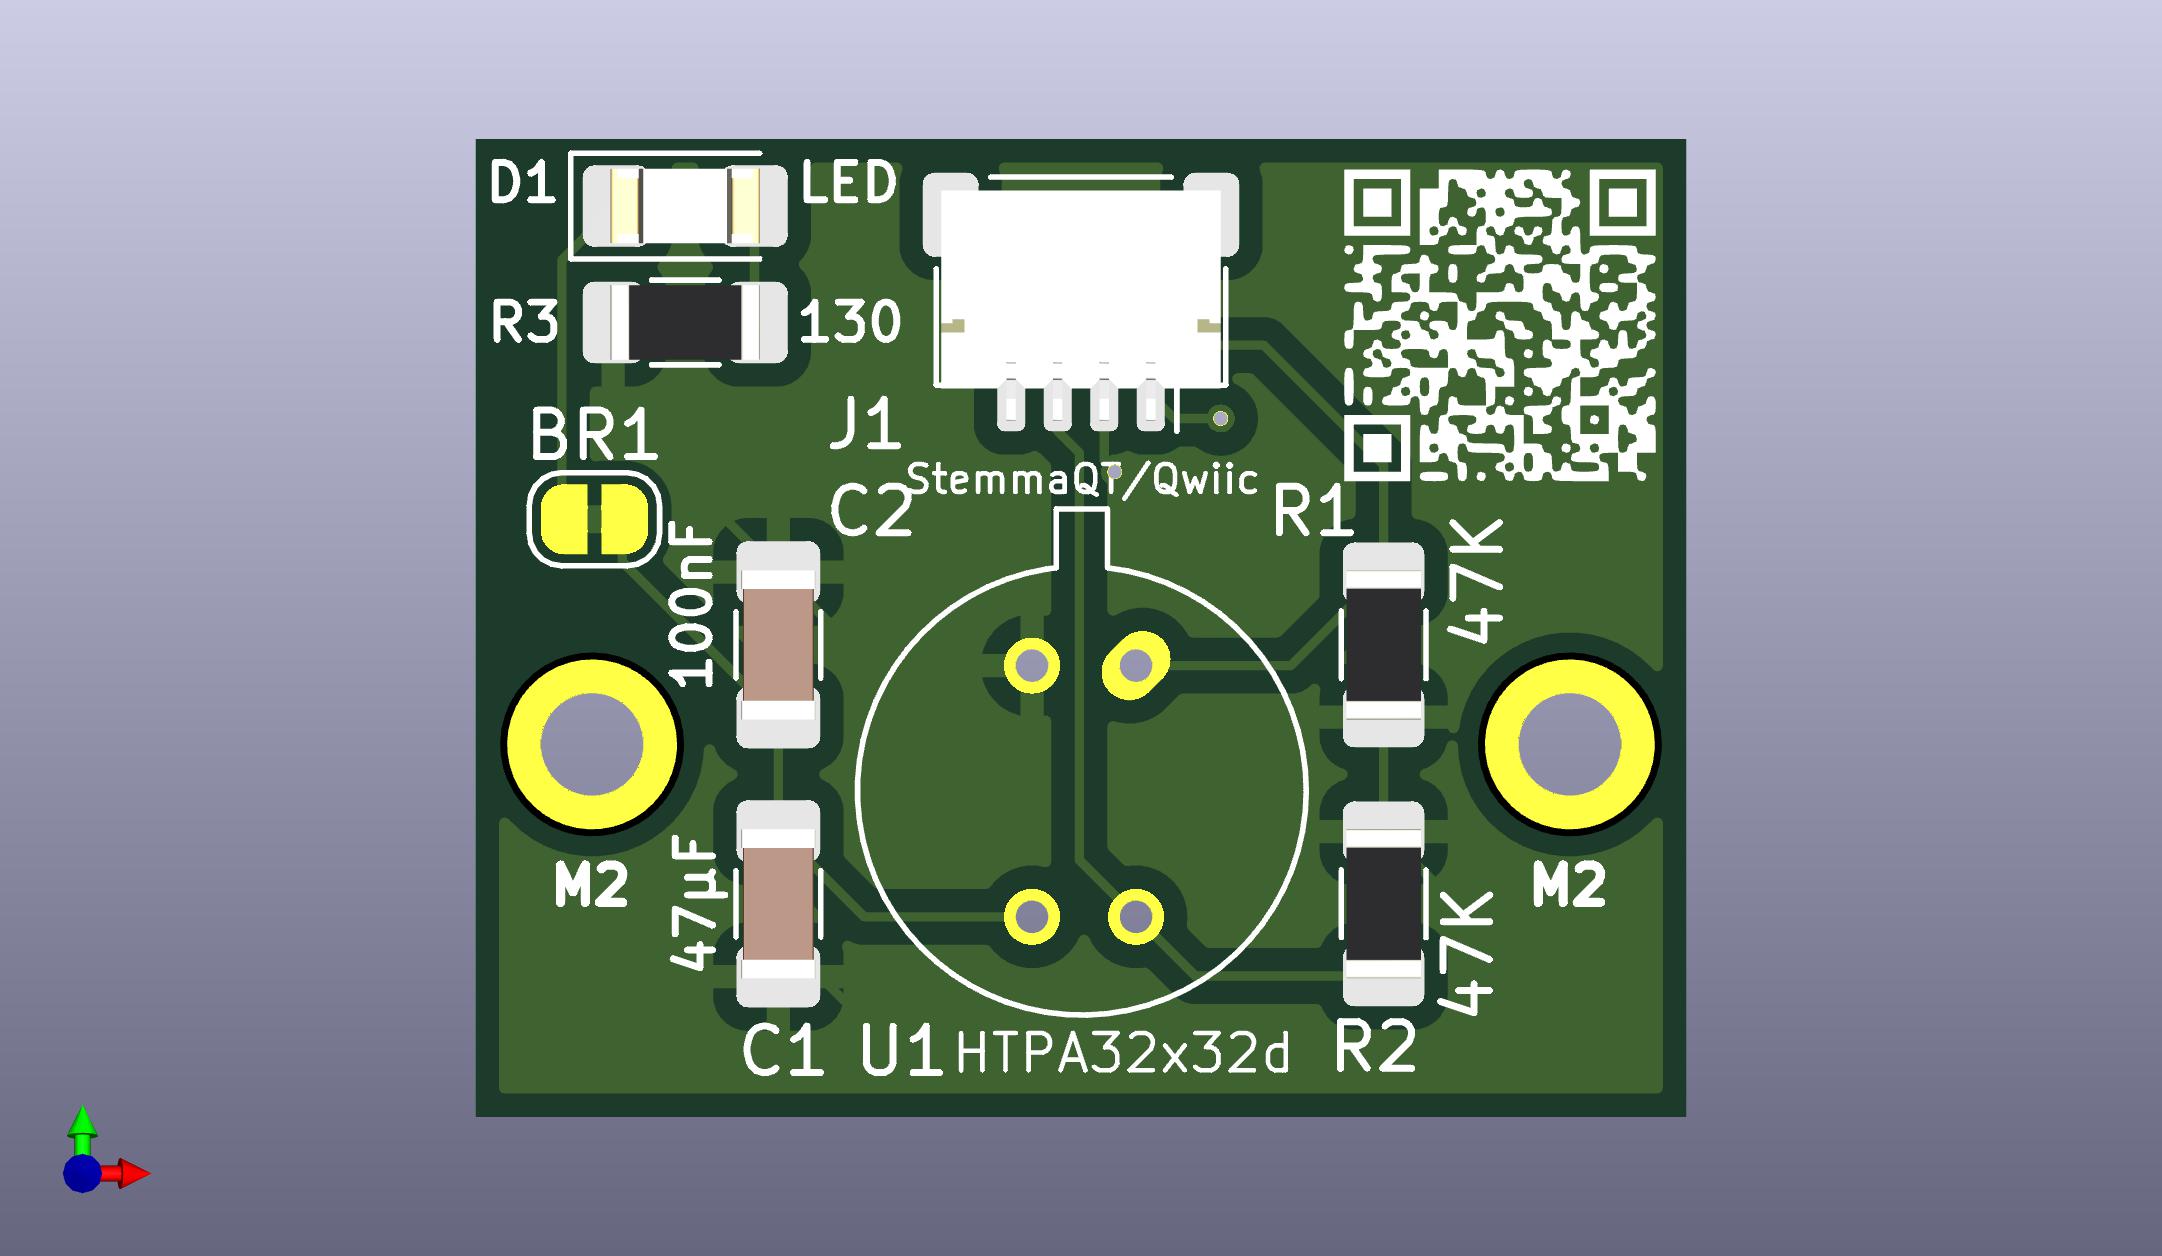 D1 LED
R3 130
BR1
J1
StemmaQT/Qwiic
C2
R1
100nF
47K
M2
M2
47µF
47K
C1 U1 HTPA32x32d R2